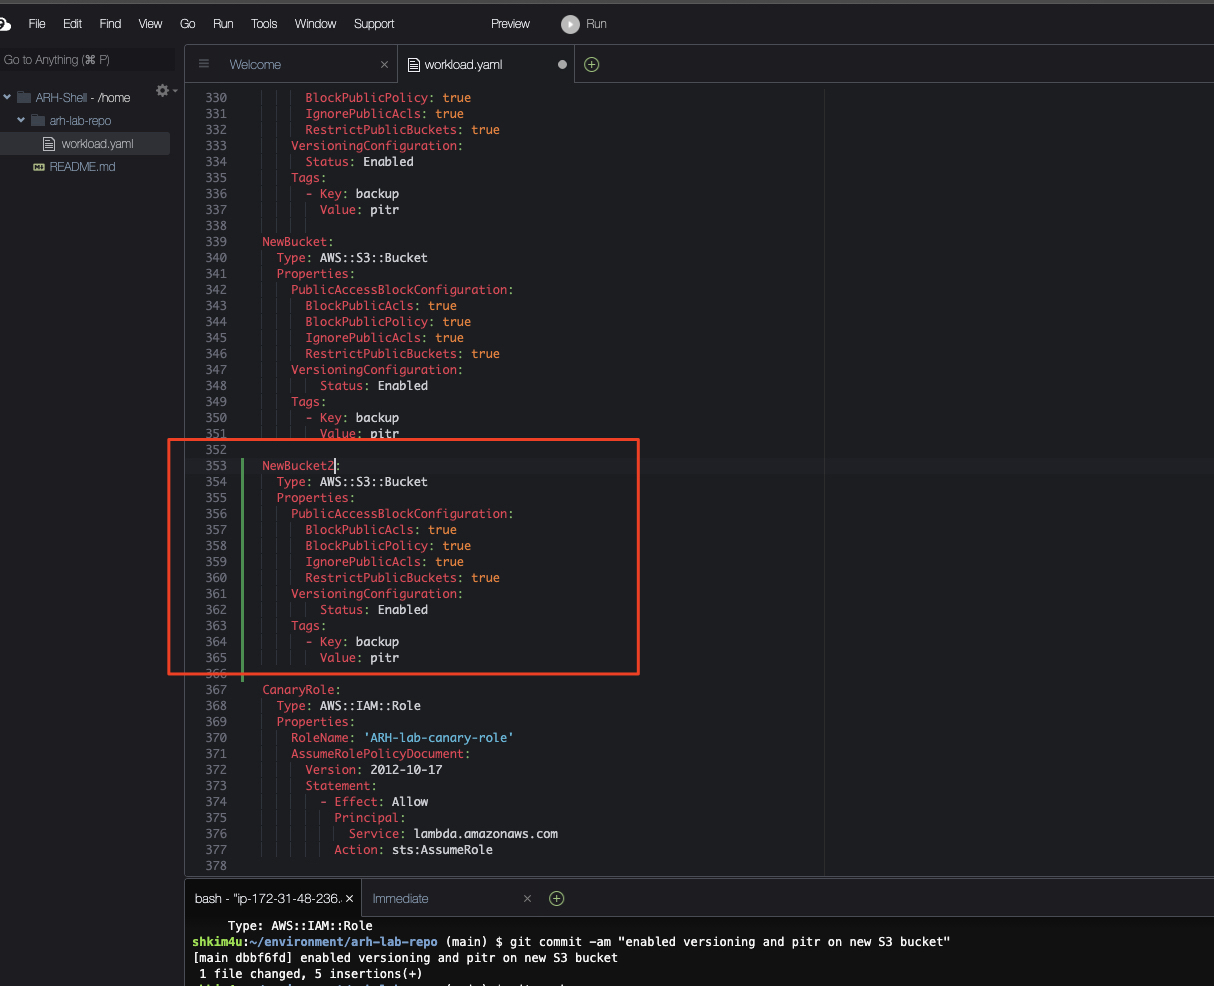 File Edit Find View Go Run Tools Window Support Preview Run
Go to Anything (⌘ P)
ARH-Shell - /home
arh-lab-repo
workload.yaml
README.md
Welcome × workload.yaml
330 BlockPublicPolicy: true
331 IgnorePublicAcls: true
332 RestrictPublicBuckets: true
333 VersioningConfiguration:
334 Status: Enabled
335 Tags:
336 - Key: backup
337 Value: pitr
338
339 NewBucket:
340 Type: AWS::S3::Bucket
341 Properties:
342 PublicAccessBlockConfiguration:
343 BlockPublicAcls: true
344 BlockPublicPolicy: true
345 IgnorePublicAcls: true
346 RestrictPublicBuckets: true
347 VersioningConfiguration:
348 Status: Enabled
349 Tags:
350 - Key: backup
351 Value: pitr
352
353 NewBucket2:
354 Type: AWS::S3::Bucket
355 Properties:
356 PublicAccessBlockConfiguration:
357 BlockPublicAcls: true
358 BlockPublicPolicy: true
359 IgnorePublicAcls: true
360 RestrictPublicBuckets: true
361 VersioningConfiguration:
362 Status: Enabled
363 Tags:
364 - Key: backup
365 Value: pitr
366
367 CanaryRole:
368 Type: AWS::IAM::Role
369 Properties:
370 RoleName: 'ARH-lab-canary-role'
371 AssumeRolePolicyDocument:
372 Version: 2012-10-17
373 Statement:
374 - Effect: Allow
375 Principal:
376 Service: lambda.amazonaws.com
377 Action: sts:AssumeRole
378
bash - "ip-172-31-48-236. × Immediate ×
Type: AWS::IAM::Role
shkim4u:~/environment/arh-lab-repo (main) $ git commit -am "enabled versioning and pitr on new S3 bucket"
[main dbbf6fd] enabled versioning and pitr on new S3 bucket
1 file changed, 5 insertions(+)